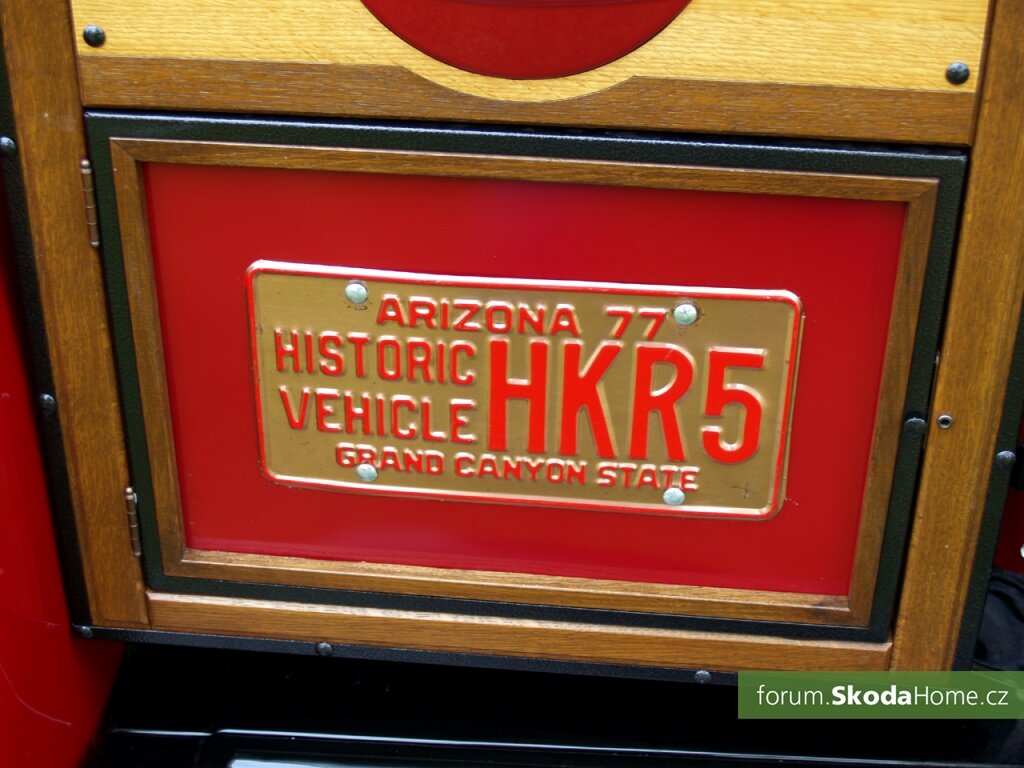 ARIZONA 77
HISTORIC
VEHICLE
HKR5
GRAND CANYON STATE
forum.SkodaHome.cz